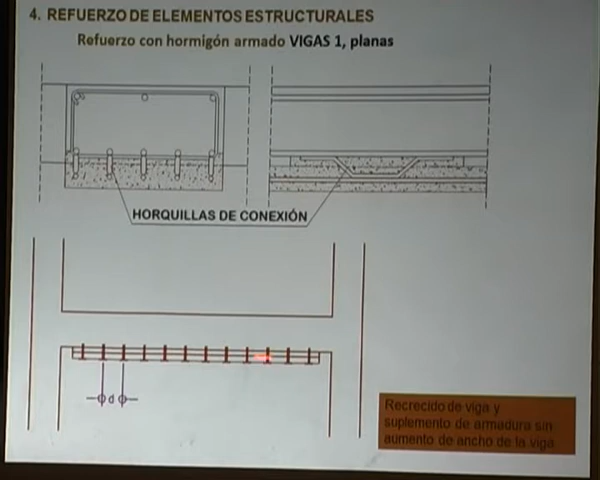 4. REFUERZO DE ELEMENTOS ESTRUCTURALES
Refuerzo con hormigón armado VIGAS 1, planas
HORQUILLAS DE CONEXIÓN
d
Recrecido de viga y
suplemento de armadura sin
aumento de ancho de la viga.